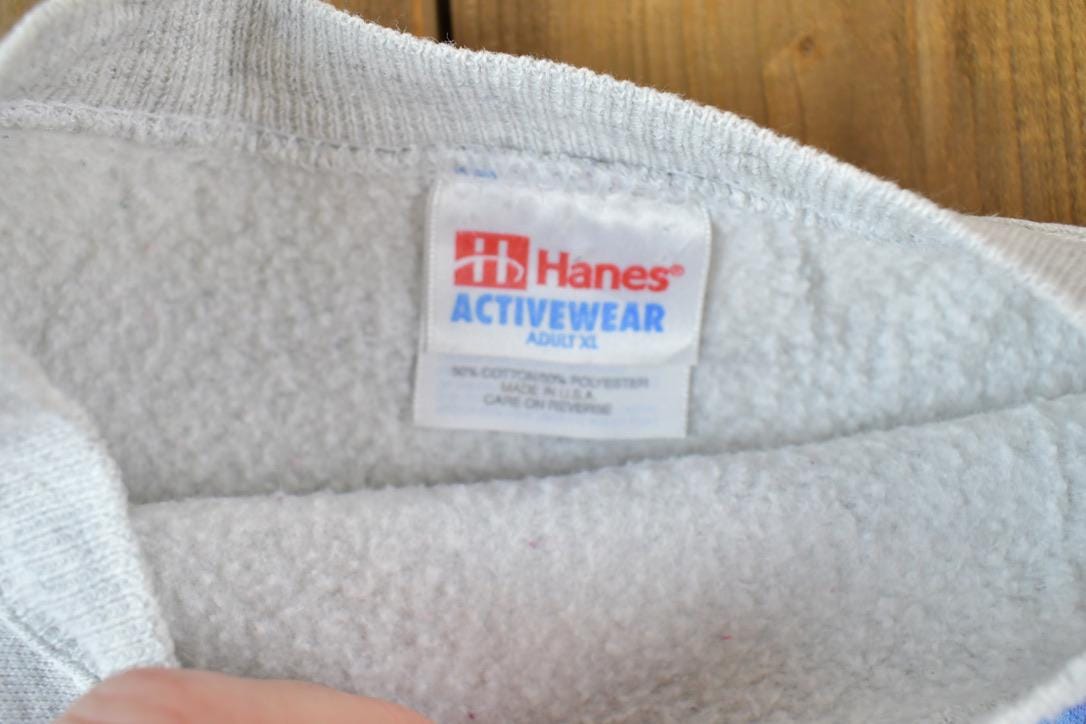 H Hanes®
ACTIVEWEAR
ADULT XL
50% COTTON/50% POLYESTER
MADE IN U.S.A
CARE ON REVERSE